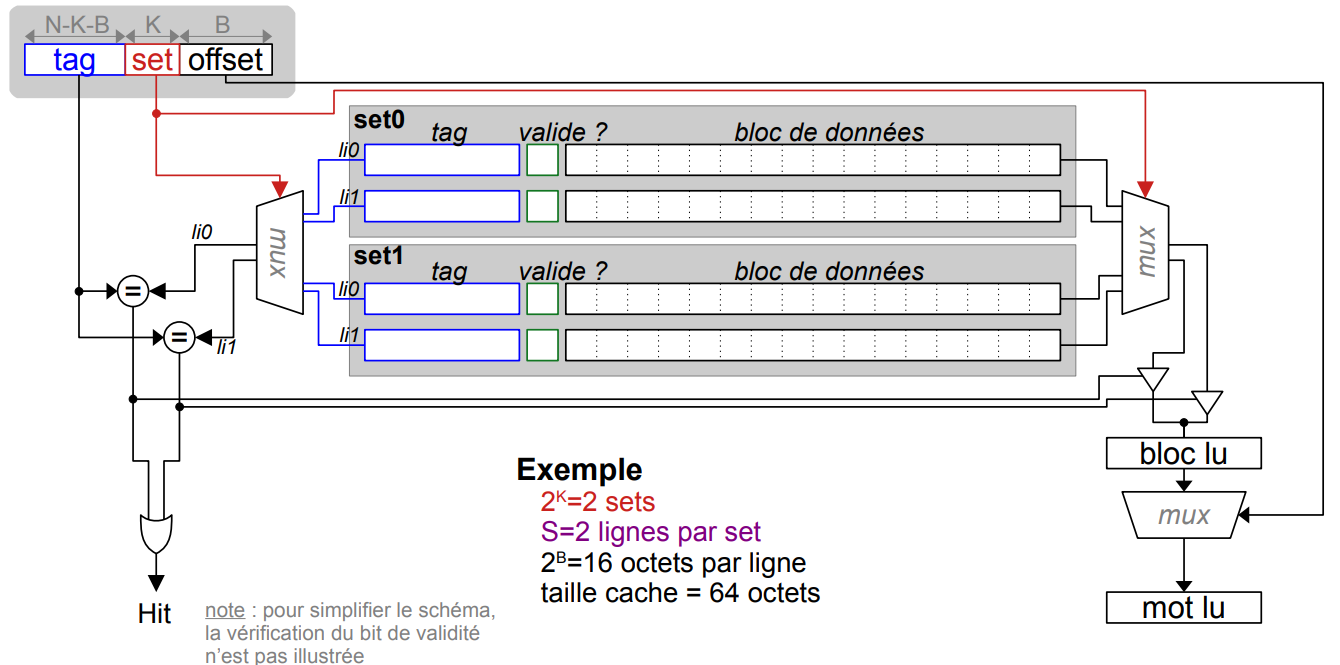 N-K-B K B
tag set offset
set0
tag valide ? bloc de données
li0
li1
mux
li0
set1
tag valide ? bloc de données
li0
li1
mux
=
=
li1
bloc lu
mux
mot lu
Exemple
2ᴷ=2 sets
S=2 lignes par set
2ᴮ=16 octets par ligne
taille cache = 64 octets
Hit
note : pour simplifier le schéma,
la vérification du bit de validité
n’est pas illustrée